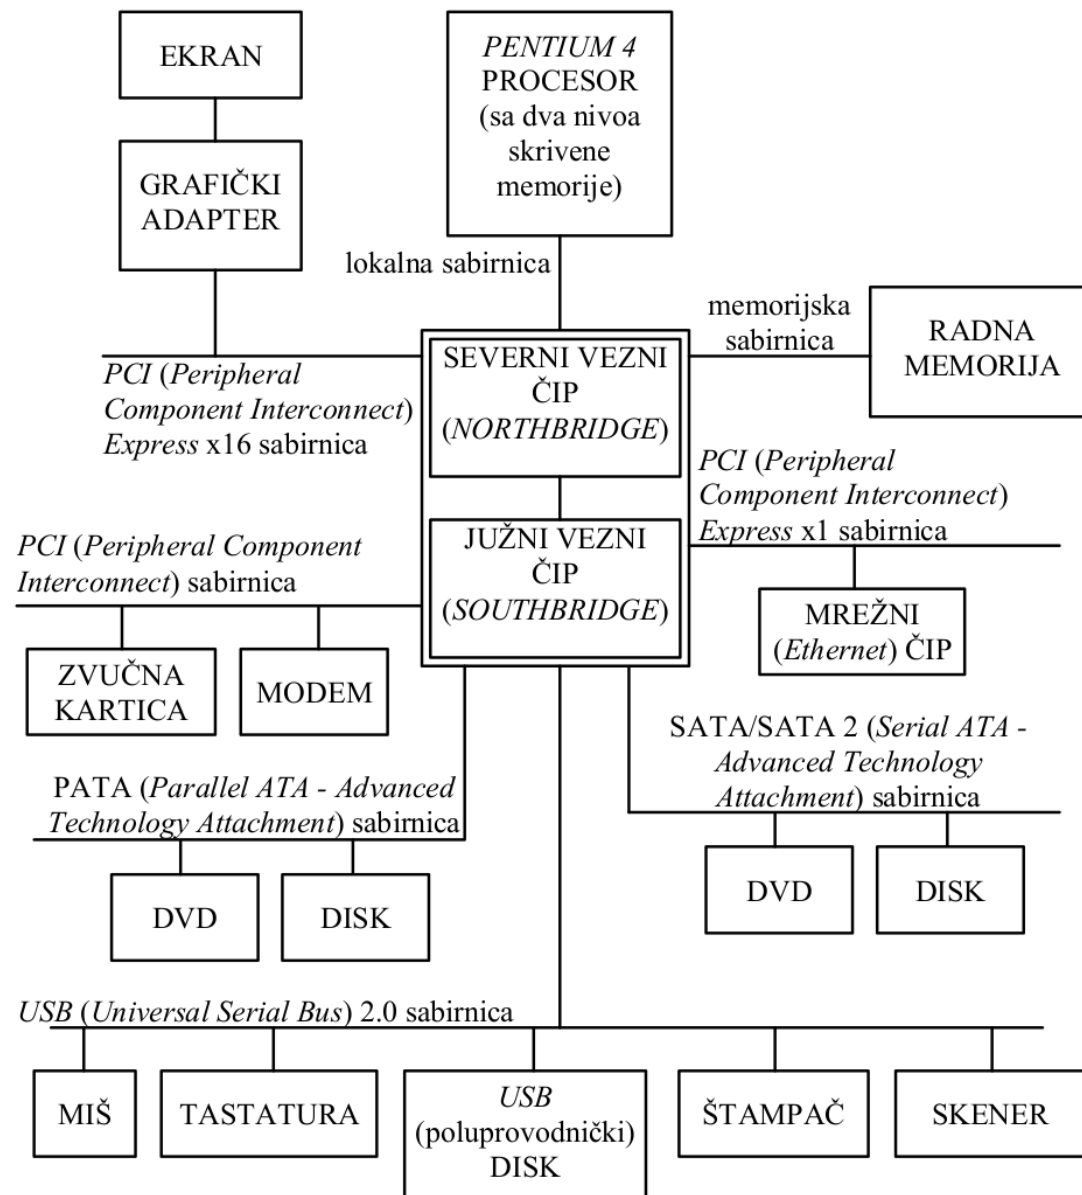 EKRAN
PENTIUM 4
PROCESOR
(sa dva nivoa
skrivene
memorije)
GRAFIČKI
ADAPTER
lokalna sabirnica
memorijska
sabirnica
RADNA
MEMORIJA
PCI (Peripheral
Component Interconnect)
Express x16 sabirnica
SEVERNI VEZNI
ČIP
(NORTHBRIDGE)
PCI (Peripheral
Component Interconnect)
Express x1 sabirnica
PCI (Peripheral Component
Interconnect) sabirnica
JUŽNI VEZNI
ČIP
(SOUTHBRIDGE)
MREŽNI
(Ethernet) ČIP
ZVUČNA
KARTICA
MODEM
SATA/SATA 2 (Serial ATA -
Advanced Technology
Attachment) sabirnica
PATA (Parallel ATA - Advanced
Technology Attachment) sabirnica
DVD
DISK
DVD
DISK
USB (Universal Serial Bus) 2.0 sabirnica
MIŠ
TASTATURA
USB
(poluprovodnički)
DISK
ŠTAMPAČ
SKENER